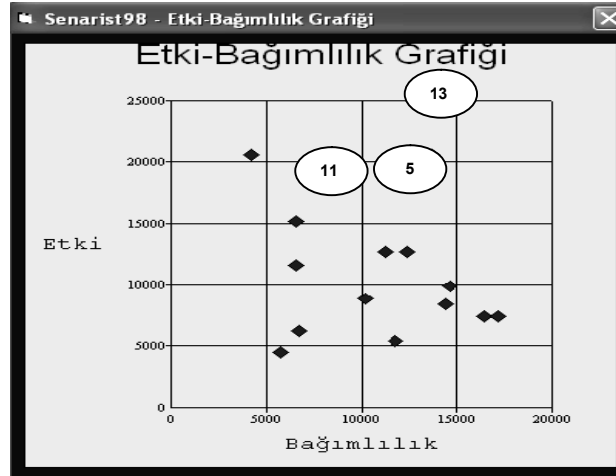 Senarist98 - Etki-Bağımlılık Grafiği
Etki-Bağımlılık Grafiği
13
25000
20000
11
5
15000
Etki
10000
5000
0
0 5000 10000 15000 20000
Bağımlılık